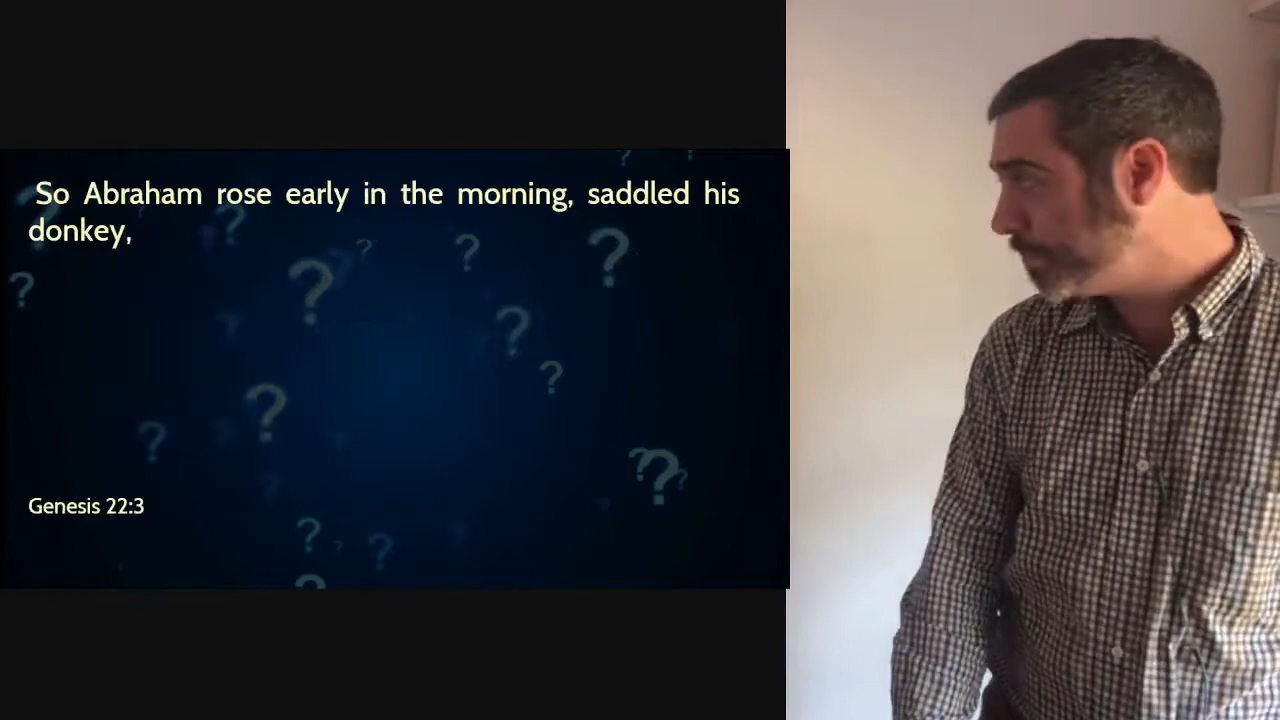 So Abraham rose early in the morning, saddled his
donkey,
Genesis 22:3